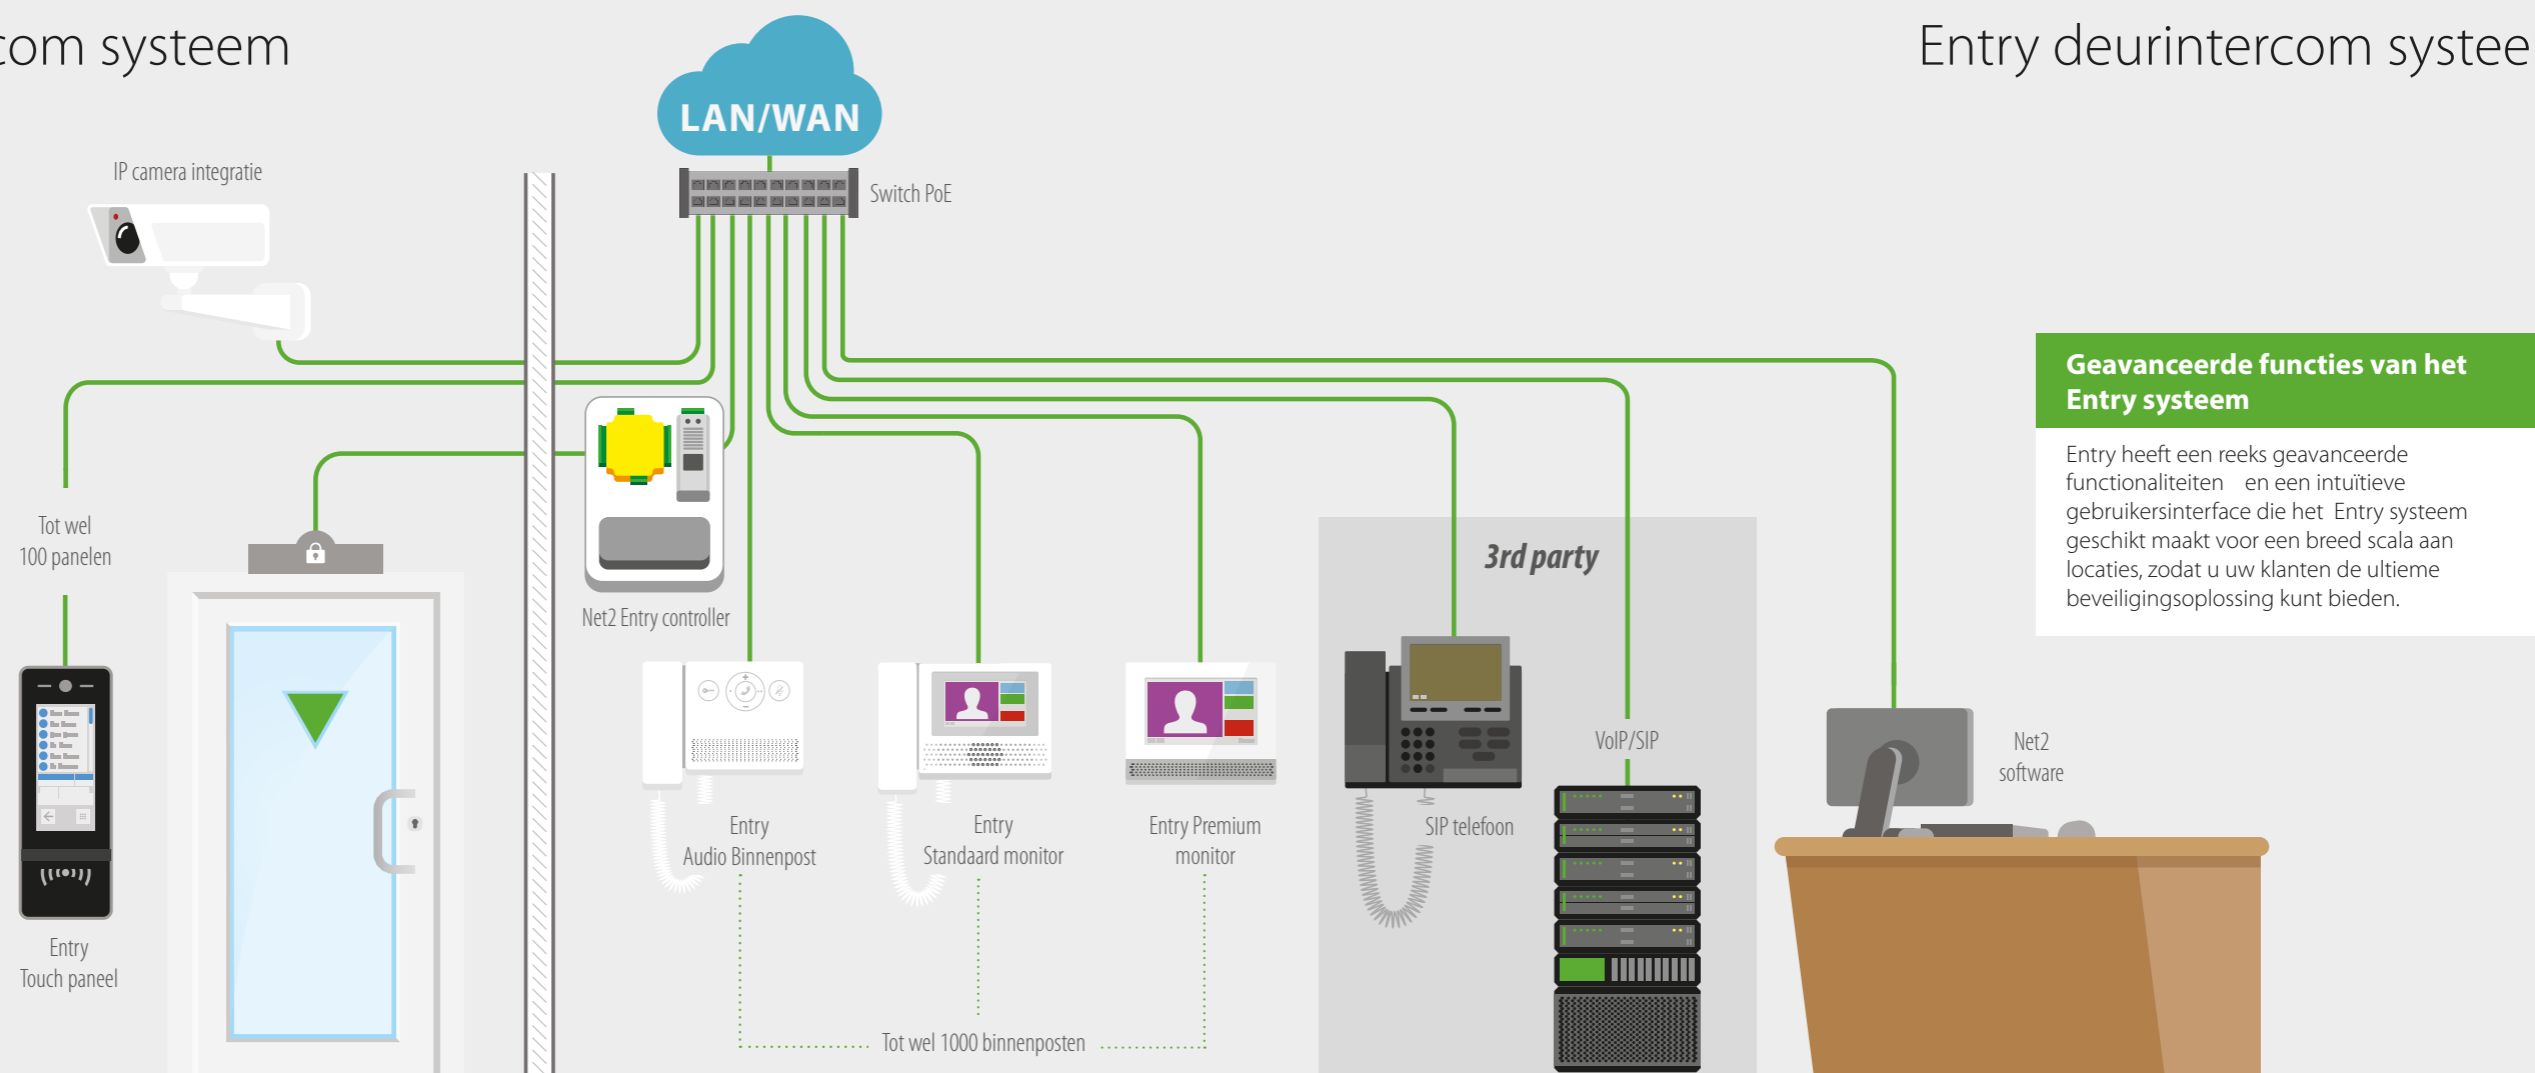 com systeem
Entry deurintercom systee
LAN/WAN
Switch PoE
IP camera integratie
Tot wel
100 panelen
Entry
Touch paneel
Net2 Entry controller
Entry
Audio Binnenpost
Entry
Standaard monitor
Entry Premium
monitor
Tot wel 1000 binnenposten
3rd party
SIP telefoon
VoIP/SIP
Net2
software
Geavanceerde functies van het
Entry systeem
Entry heeft een reeks geavanceerde
functionaliteiten en een intuïtieve
gebruikersinterface die het Entry systeem
geschikt maakt voor een breed scala aan
locaties, zodat u uw klanten de ultieme
beveiligingsoplossing kunt bieden.